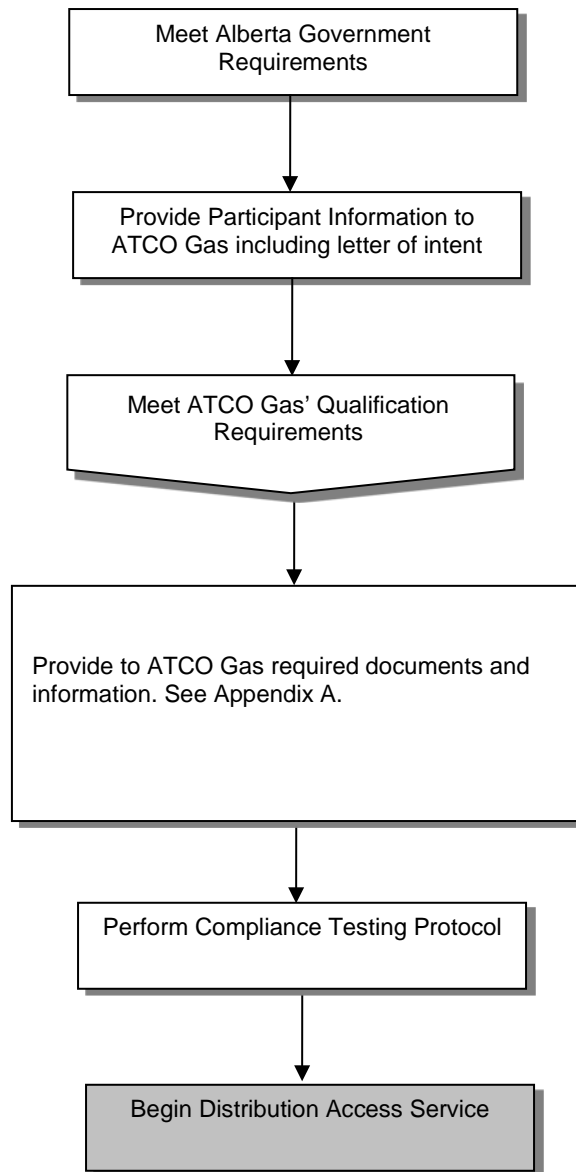 Meet Alberta Government
Requirements
Provide Participant Information to
ATCO Gas including letter of intent
Meet ATCO Gas' Qualification
Requirements
Provide to ATCO Gas required documents and
information. See Appendix A.
Perform Compliance Testing Protocol
Begin Distribution Access Service